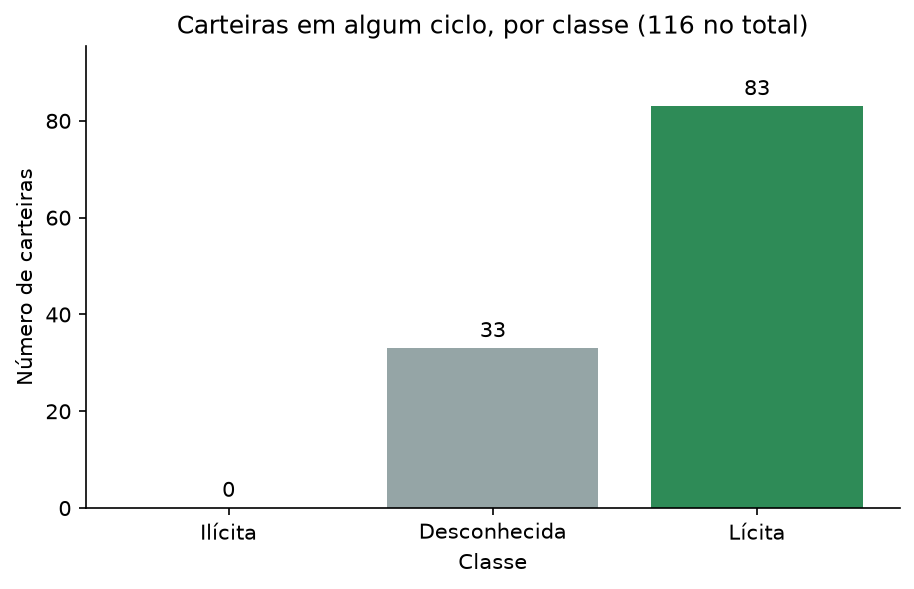 Carteiras em algum ciclo, por classe (116 no total)
Número de carteiras
80
60
40
20
0
0
33
83
Ilícita
Desconhecida
Lícita
Classe